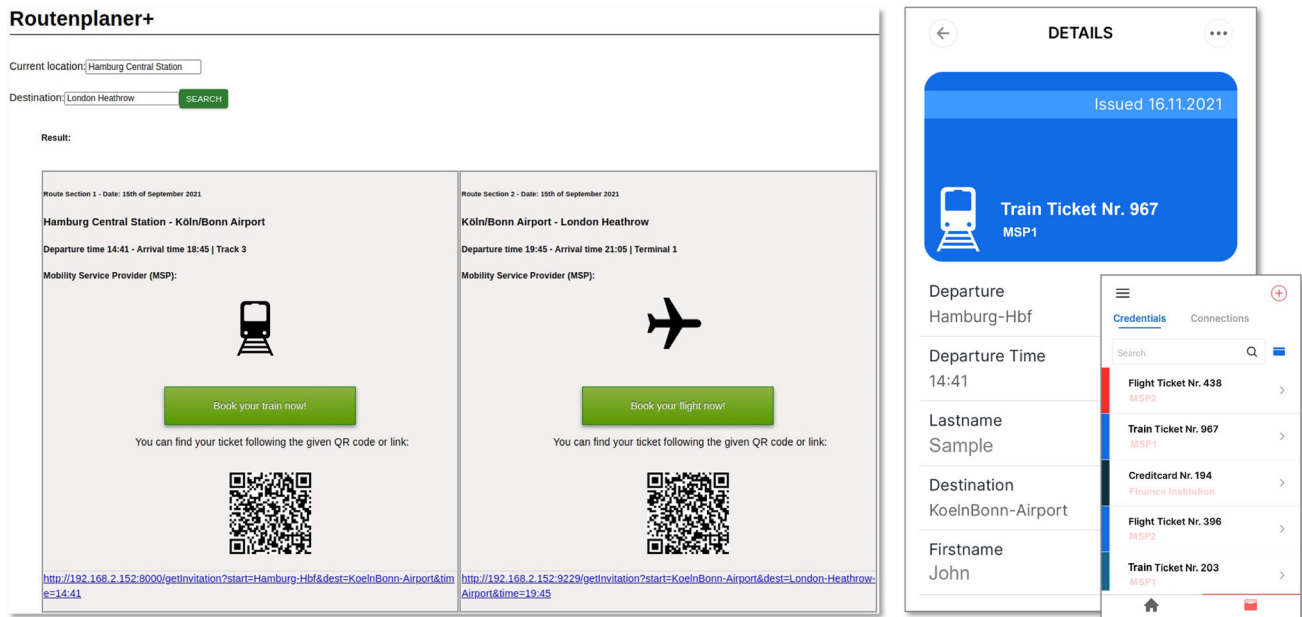 Routenplaner+
Current location: Hamburg Central Station
Destination: London Heathrow SEARCH
Result:
Route Section 1 - Date: 15th of September 2021
Hamburg Central Station - Köln/Bonn Airport
Departure time 14:41 - Arrival time 18:45 | Track 3
Mobility Service Provider (MSP):
Book your train now!
You can find your ticket following the given QR code or link:
http://192.168.2.152:8000/getInvitation?start=Hamburg-Hbf&dest=KoelnBonn-Airport&tim
e=14:41
Route Section 2 - Date: 15th of September 2021
Köln/Bonn Airport - London Heathrow
Departure time 19:45 - Arrival time 21:05 | Terminal 1
Mobility Service Provider (MSP):
Book your flight now!
You can find your ticket following the given QR code or link:
http://192.168.2.152:9229/getInvitation?start=KoelnBonn-Airport&dest=London-Heathrow-
Airport&time=19:45
DETAILS
Issued 16.11.2021
Train Ticket Nr. 967
MSP1
Departure
Hamburg-Hbf
Departure Time
14:41
Lastname
Sample
Destination
KoelnBonn-Airport
Firstname
John
Credentials Connections
Search
Flight Ticket Nr. 438
MSP2
Train Ticket Nr. 967
MSP1
Creditcard Nr. 194
Finance Institution
Flight Ticket Nr. 396
MSP2
Train Ticket Nr. 203
MSP1